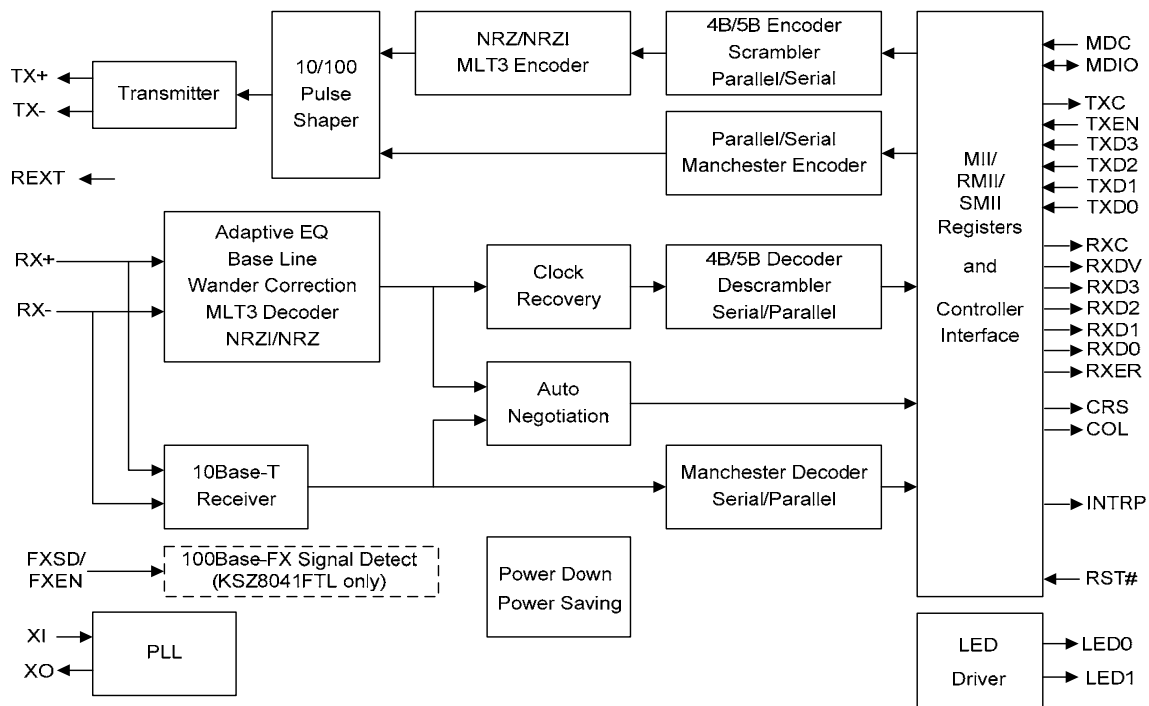 TX+
TX-
REXT
Transmitter
10/100
Pulse
Shaper
NRZ/NRZI
MLT3 Encoder
4B/5B Encoder
Scrambler
Parallel/Serial
Parallel/Serial
Manchester Encoder
RX+
RX-
Adaptive EQ
Base Line
Wander Correction
MLT3 Decoder
NRZI/NRZ
Clock
Recovery
4B/5B Decoder
Descrambler
Serial/Parallel
Auto
Negotiation
10Base-T
Receiver
Manchester Decoder
Serial/Parallel
FXSD/
FXEN
100Base-FX Signal Detect
(KSZ8041FTL only)
Power Down
Power Saving
XI
XO
PLL
MII/
RMII/
SMII
Registers
and
Controller
Interface
MDC
MDIO
TXC
TXEN
TXD3
TXD2
TXD1
TXD0
RXC
RXDV
RXD3
RXD2
RXD1
RXD0
RXER
CRS
COL
INTRP
RST#
LED
Driver
LED0
LED1